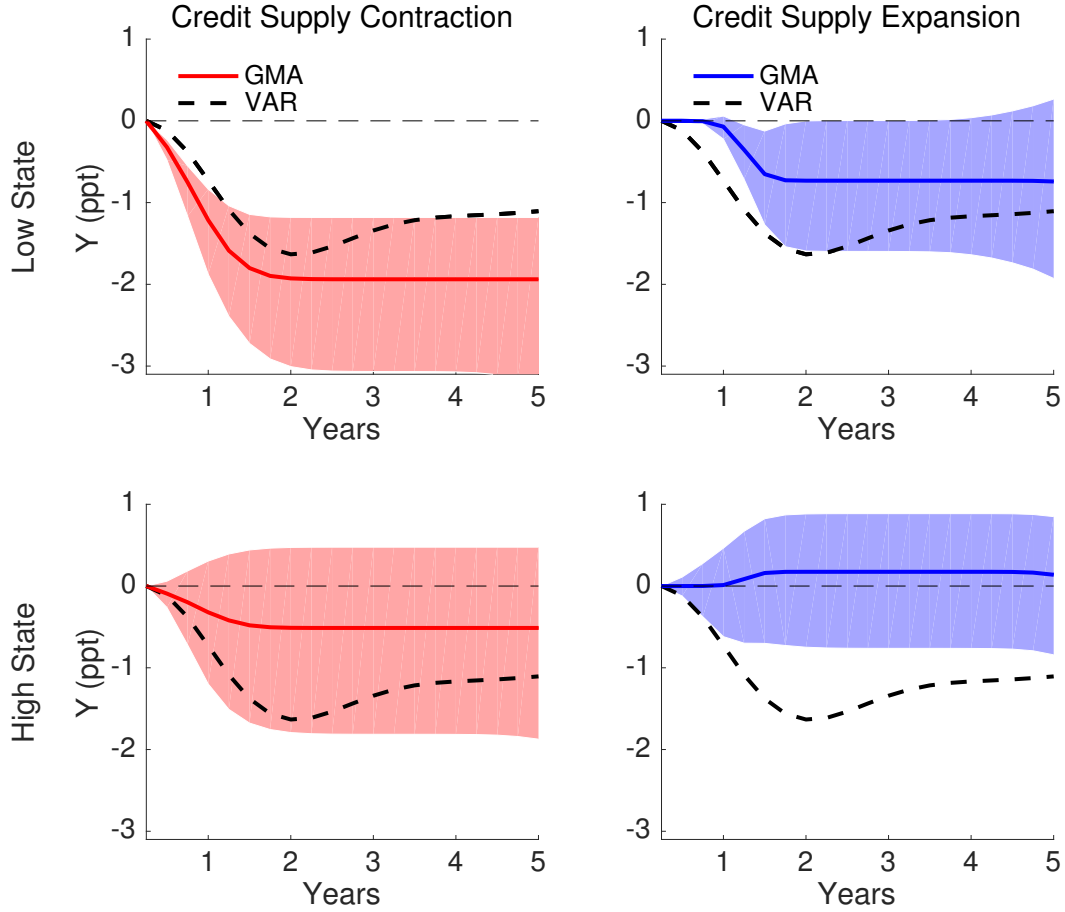 Credit Supply Contraction
Credit Supply Expansion
Low State
Y (ppt)
1
0
-1
-2
-3
GMA
VAR
1 2 3 4 5
Years
1
0
-1
-2
-3
GMA
VAR
1 2 3 4 5
Years
High State
Y (ppt)
1
0
-1
-2
-3
1 2 3 4 5
Years
1
0
-1
-2
-3
1 2 3 4 5
Years